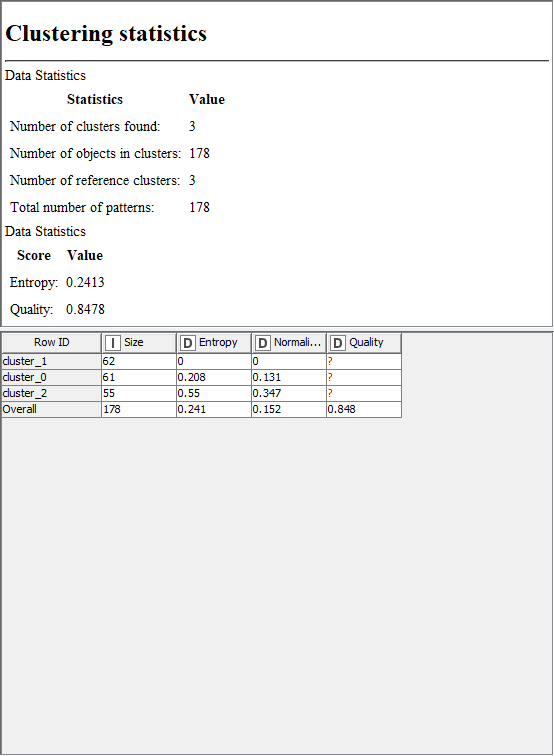 Clustering statistics
Data Statistics
Statistics Value
Number of clusters found: 3
Number of objects in clusters: 178
Number of reference clusters: 3
Total number of patterns: 178
Data Statistics
Score Value
Entropy: 0.2413
Quality: 0.8478
Row ID I Size D Entropy D Normali... D Quality
cluster_1 62 0 0 ?
cluster_0 61 0.208 0.131 ?
cluster_2 55 0.55 0.347 ?
Overall 178 0.241 0.152 0.848